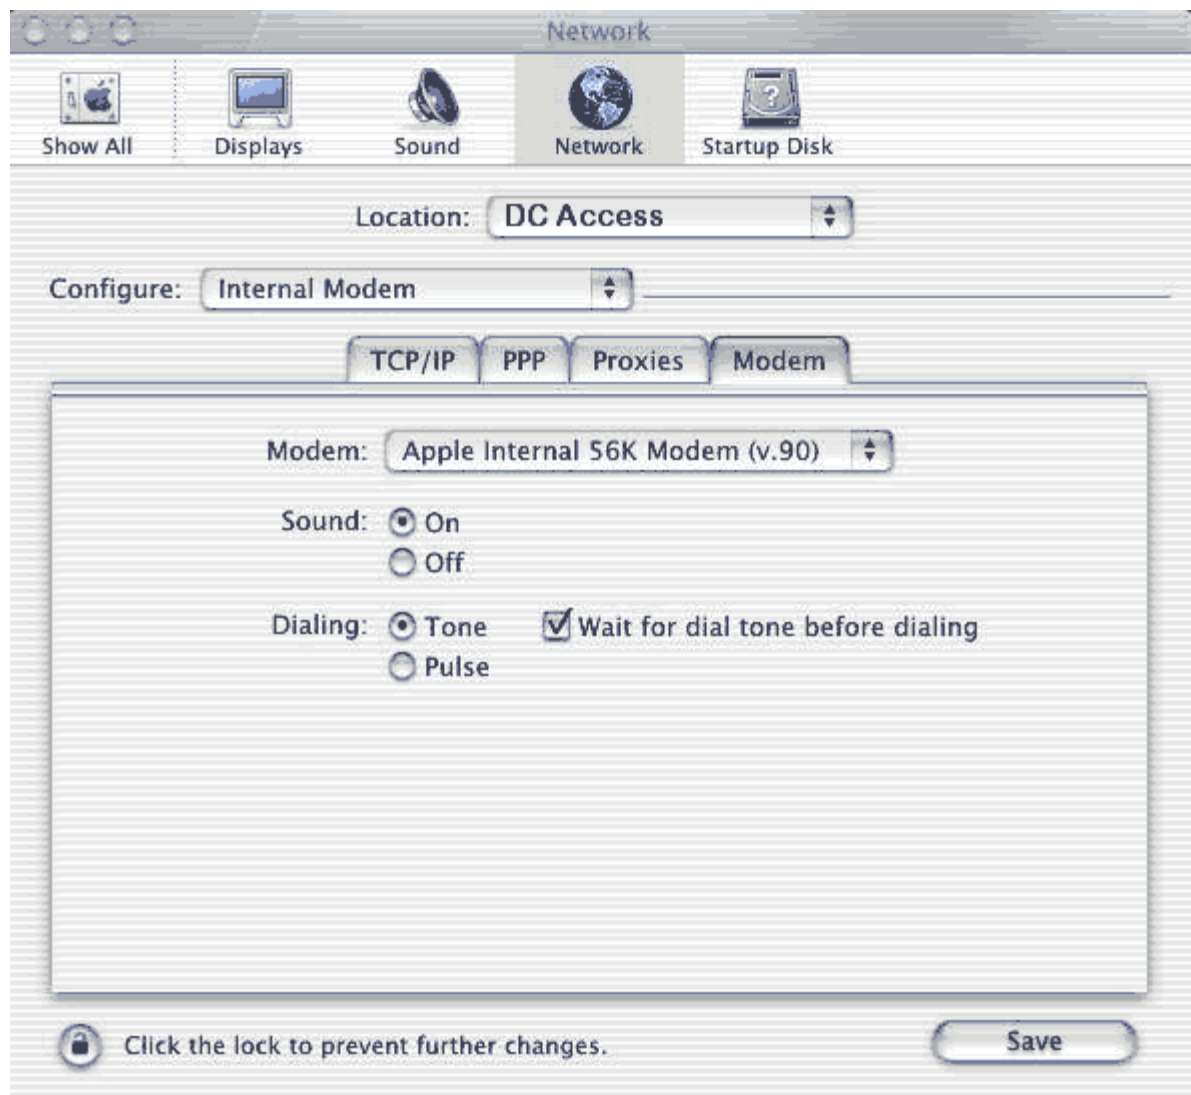 Network
Show All Displays Sound Network Startup Disk
Location: DC Access
Configure: Internal Modem
TCP/IP PPP Proxies Modem
Modem: Apple Internal 56K Modem (v.90)
Sound: On
Off
Dialing: Tone Wait for dial tone before dialing
Pulse
Click the lock to prevent further changes. Save